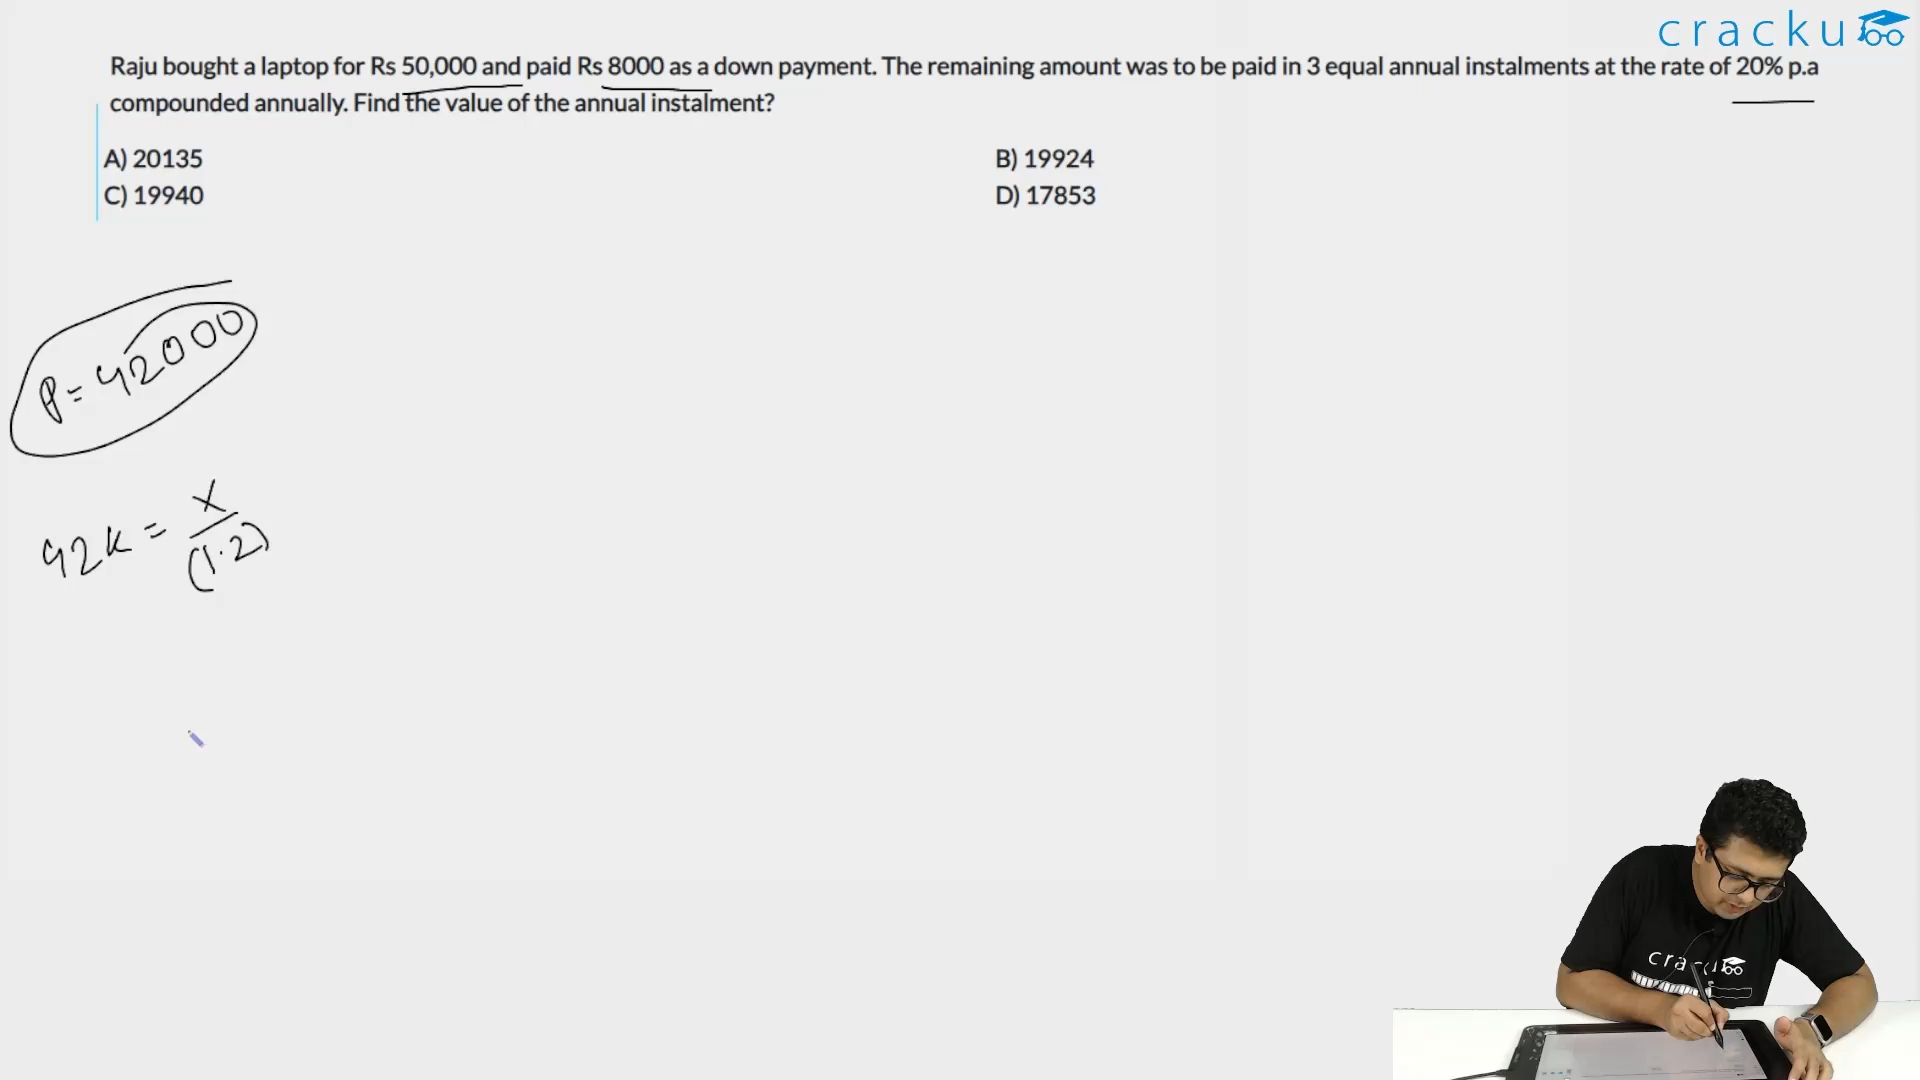 cracku
Raju bought a laptop for Rs 50,000 and paid Rs 8000 as a down payment. The remaining amount was to be paid in 3 equal annual instalments at the rate of 20% p.a
compounded annually. Find the value of the annual instalment?
A) 20135
B) 19924
C) 19940
D) 17853
P = 42000
42k = X/(1.2)
cracku